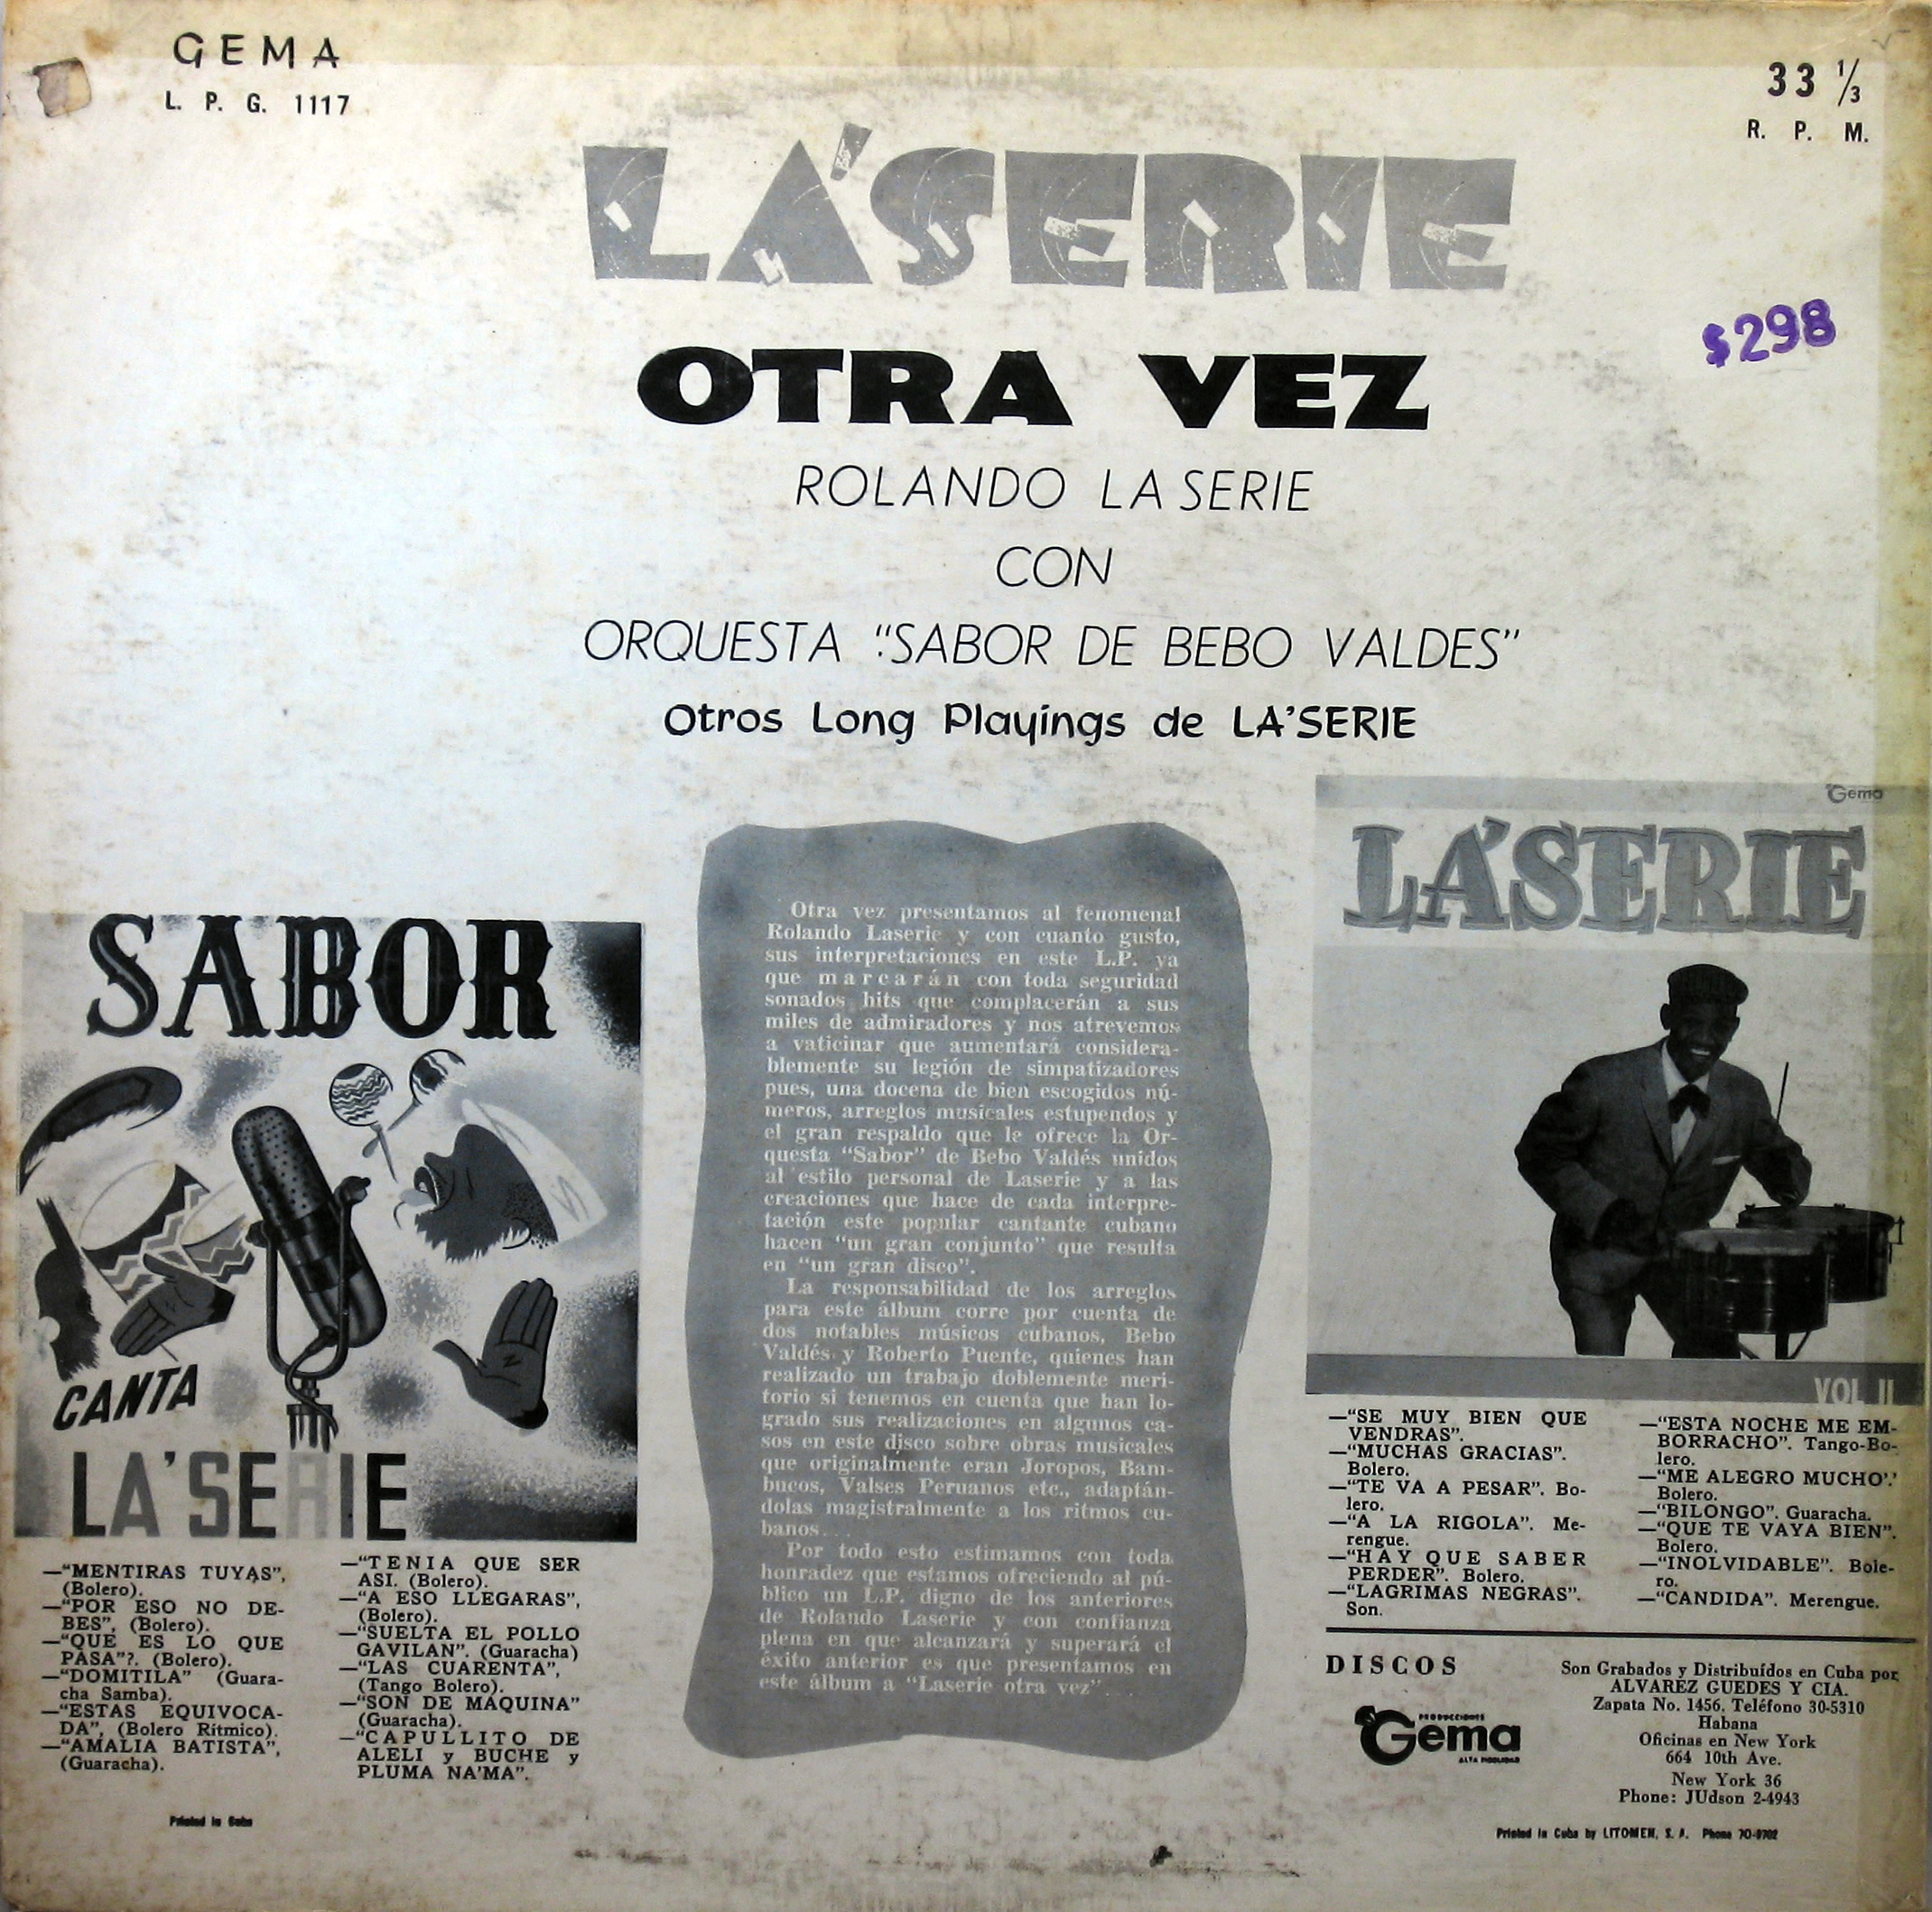 GEMA
L. P. G. 1117
33 1/3
R. P. M.
LA'SERIE
$298
OTRA VEZ
ROLANDO LA SERIE
CON
ORQUESTA "SABOR DE BEBO VALDES"
Otros Long Playings de LA'SERIE
SABOR
CANTA
LA'SERIE
—"MENTIRAS TUYAS",
(Bolero).
—"POR ESO NO DE-
BES", (Bolero).
—"QUE ES LO QUE
PASA"?. (Bolero).
—"DOMITILA" (Guara-
cha Samba).
—"ESTAS EQUIVOCA-
DA", (Bolero Rítmico).
—"AMALIA BATISTA",
(Guaracha).
—"TENIA QUE SER
ASI. (Bolero).
—"A ESO LLEGARAS",
(Bolero).
—"SUELTA EL POLLO
GAVILAN". (Guaracha)
—"LAS CUARENTA",
(Tango Bolero).
—"SON DE MAQUINA"
(Guaracha).
—"CAPULLITO DE
ALELI y BUCHE y
PLUMA NA'MA".
Printed in Cuba
Otra vez presentamos al fenomenal
Rolando Laserie y con cuanto gusto,
sus interpretaciones en este L.P. ya
que marcarán con toda seguridad
sonados hits que complacerán a sus
miles de admiradores y nos atrevemos
a vaticinar que aumentará considera-
blemente su legión de simpatizadores
pues, una docena de bien escogidos nú-
meros, arreglos musicales estupendos y
el gran respaldo que le ofrece la Or-
questa "Sabor" de Bebo Valdés unidos
al estilo personal de Laserie y a las
creaciones que hace de cada interpre-
tación este popular cantante cubano
hacen "un gran conjunto" que resulta
en "un gran disco".
La responsabilidad de los arreglos
para este álbum corre por cuenta de
dos notables músicos cubanos, Bebo
Valdés y Roberto Puente, quienes han
realizado un trabajo doblemente meri-
torio si tenemos en cuenta que han lo-
grado sus realizaciones en algunos ca-
sos en este disco sobre obras musicales
que originalmente eran Joropos, Bam-
bucos, Valses Peruanos etc., adaptán-
dolas magistralmente a los ritmos cu-
banos...
Por todo esto estimamos con toda
honradez que estamos ofreciendo al pú-
blico un L.P. digno de los anteriores
de Rolando Laserie y con confianza
plena en que alcanzará y superará el
éxito anterior es que presentamos en
este álbum a "Laserie otra vez"....
Gema
LA'SERIE
VOL II
—"SE MUY BIEN QUE
VENDRAS".
—"MUCHAS GRACIAS".
Bolero.
—"TE VA A PESAR". Bo-
lero.
—"A LA RIGOLA". Me-
rengue.
—"HAY QUE SABER
PERDER". Bolero.
—"LAGRIMAS NEGRAS".
Son.
—"ESTA NOCHE ME EM-
BORRACHO". Tango-Bo-
lero.
—"ME ALEGRO MUCHO".
Bolero.
—"BILONGO". Guaracha.
—"QUE TE VAYA BIEN".
Bolero.
—"INOLVIDABLE". Bole-
ro.
—"CANDIDA". Merengue.
DISCOS
PRODUCCIONES
Gema
ALTA FIDELIDAD
Son Grabados y Distribuídos en Cuba por
ALVAREZ GUEDES Y CIA.
Zapata No. 1456, Teléfono 30-5310
Habana
Oficinas en New York
664 10th Ave.
New York 36
Phone: JUdson 2-4943
Printed in Cuba by LITOMEN, S. A. Phone 70-9702